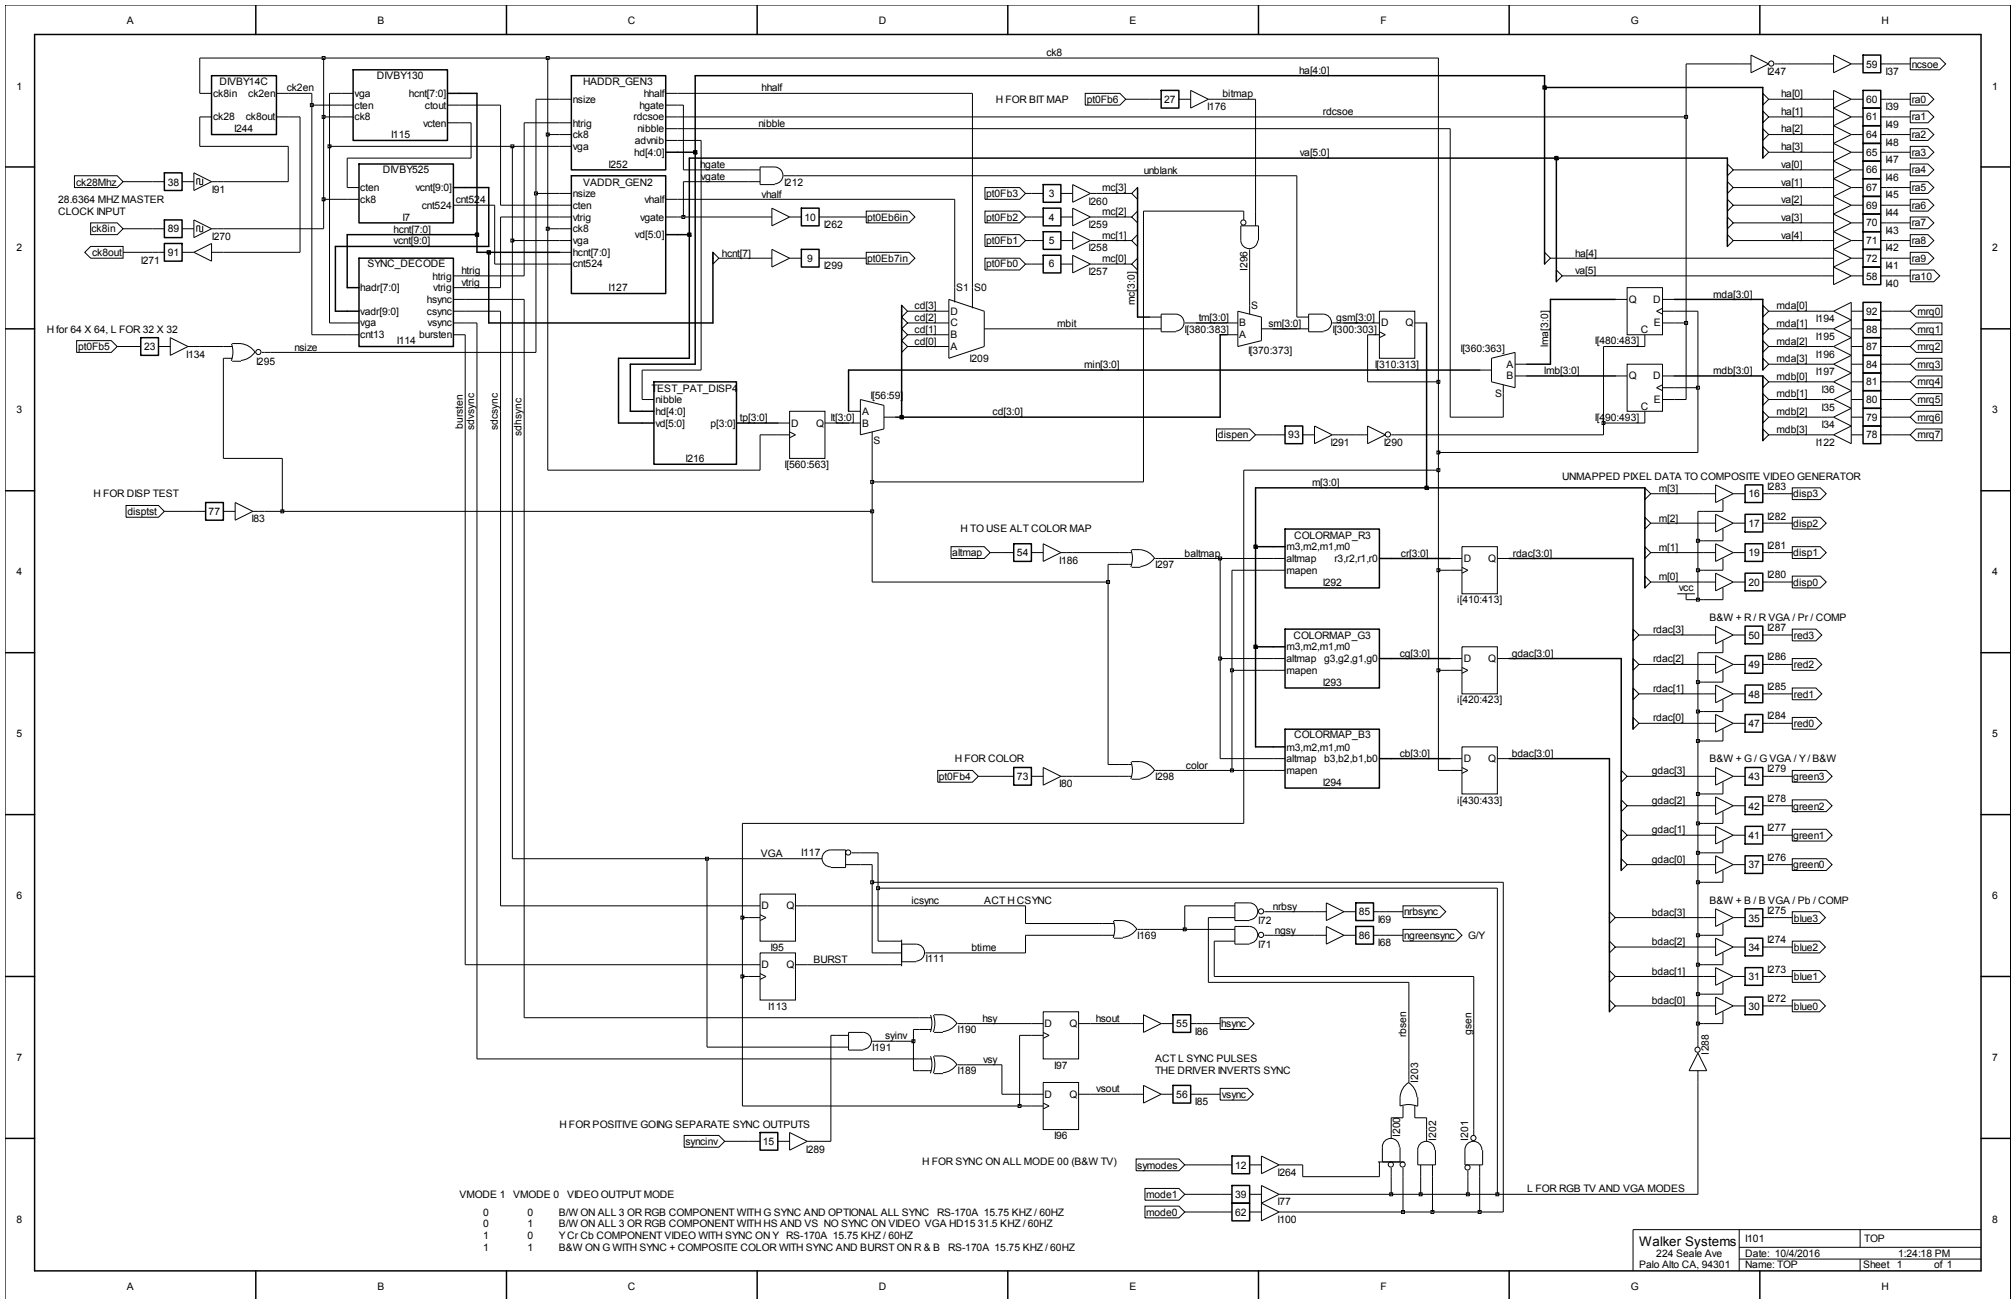 A B C D E F G H
1
2
3
4
5
6
7
8
ck8
DIVBY14C
ck8in ck2en
ck28 ck8out
I244
ck2en
DIVBY130
vga hcnt[7:0]
cten ctout
ck8 vcten
I115
DIVBY525
cten vcnt[9:0]
ck8 cnt524
I7
cnt524
hcnt[7:0]
vcnt[9:0]
SYNC_DECODE
htrig
hadr[7:0] vtrig
hsync
vadr[9:0] csync
vga vsync
cnt13 bursten
I114
htrig
vtrig
HADDR_GEN3
nsize hhalf
hgate
rdcsoe
htrig nibble
ck8 advnib
vga hd[4:0]
I252
VADDR_GEN2
nsize vhalf
cten
vtrig vgate
ck8
vga vd[5:0]
hcnt[7:0]
cnt524
I127
hhalf
nibble
hgate
vgate
vhalf
I212
unblank
ha[4:0]
rdcsoe
va[5:0]
ck28Mhz 38 I91
28.6364 MHZ MASTER
CLOCK INPUT
ck8in 89 I270
ck8out 91 I271
H for 64 X 64, L FOR 32 X 32
pt0Fb5 23 I134
I295
nsize
H FOR DISP TEST
disptst 77 I83
bursten
sdvsync
sdcsync
sdhsync
I262 10 pt0Eb6in
hcnt[7] I299 9 pt0Eb7in
H FOR BIT MAP pt0Fb6 27 I176 bitmap
pt0Fb3 3 I260 mc[3]
pt0Fb2 4 I259 mc[2]
pt0Fb1 5 I258 mc[1]
pt0Fb0 6 I257 mc[0]
mc[3:0]
I296
S1 S0
cd[3] D
cd[2] C
cd[1] B
cd[0] A
I209
mbit
I[380:383]
tm[3:0] B
A
S
I[370:373]
sm[3:0]
I[300:303]
gsm[3:0]
D Q
I[310:313]
min[3:0]
cd[3:0]
I[360:363]
A
B
S
lma[3:0]
lmb[3:0]
Q D
C E
I[480:483]
Q D
C E
I[490:493]
mda[3:0]
mdb[3:0]
TEST_PAT_DISP4
nibble
hd[4:0]
vd[5:0] p[3:0]
I216
tp[3:0]
D Q
I[560:563]
lt[3:0]
A
B
S
I[56:59]
dispen 93 I291 I290
I247 59 I37 ncsoe
ha[0] 60 I39 ra0
ha[1] 61 I49 ra1
ha[2] 64 I48 ra2
ha[3] 65 I47 ra3
va[0] 66 I46 ra4
va[1] 67 I45 ra5
va[2] 69 I44 ra6
va[3] 70 I43 ra7
va[4] 71 I42 ra8
ha[4] 72 I41 ra9
va[5] 58 I40 ra10
mda[0] I194 92 mrq0
mda[1] I195 88 mrq1
mda[2] I196 87 mrq2
mda[3] I197 84 mrq3
mdb[0] I36 81 mrq4
mdb[1] I35 80 mrq5
mdb[2] I34 79 mrq6
mdb[3] I122 78 mrq7
UNMAPPED PIXEL DATA TO COMPOSITE VIDEO GENERATOR
m[3:0]
m[3] 16 I283 disp3
m[2] 17 I282 disp2
m[1] 19 I281 disp1
m[0] 20 I280 disp0
vcc
H TO USE ALT COLOR MAP
altmap 54 I186
I297
baltmap
COLORMAP_R3
m3,m2,m1,m0
altmap r3,r2,r1,r0
mapen
I292
cr[3:0]
D Q
i[410:413]
rdac[3:0]
COLORMAP_G3
m3,m2,m1,m0
altmap g3,g2,g1,g0
mapen
I293
cg[3:0]
D Q
i[420:423]
gdac[3:0]
COLORMAP_B3
m3,m2,m1,m0
altmap b3,b2,b1,b0
mapen
I294
cb[3:0]
D Q
i[430:433]
bdac[3:0]
H FOR COLOR
pt0Fb4 73 I80
I298
color
B&W + R / R VGA / Pr / COMP
rdac[3] 50 I287 red3
rdac[2] 49 I286 red2
rdac[1] 48 I285 red1
rdac[0] 47 I284 red0
B&W + G / G VGA / Y / B&W
gdac[3] 43 I279 green3
gdac[2] 42 I278 green2
gdac[1] 41 I277 green1
gdac[0] 37 I276 green0
B&W + B / B VGA / Pb / COMP
bdac[3] 35 I275 blue3
bdac[2] 34 I274 blue2
bdac[1] 31 I273 blue1
bdac[0] 30 I272 blue0
I288
VGA I117
D Q
I95
icsync ACT H CSYNC
D Q
I113
BURST
I111
btime
I169
I72 nrbsy 85 I69 nrbsync
I71 ngsy 86 I68 ngreensync G/Y
I190 hsy
D Q
I97
hsout 55 I86 hsync
I191 syinv
I189 vsy
D Q
I96
vsout 56 I85 vsync
ACT L SYNC PULSES
THE DRIVER INVERTS SYNC
H FOR POSITIVE GOING SEPARATE SYNC OUTPUTS
syncinv 15 I289
rbsen
gsen
I203
I200
I202
I201
H FOR SYNC ON ALL MODE 00 (B&W TV)
symodes 12 I264
mode1 39 I77
mode0 62 I100
L FOR RGB TV AND VGA MODES
VMODE 1 VMODE 0 VIDEO OUTPUT MODE
0 0 B/W ON ALL 3 OR RGB COMPONENT WITH G SYNC AND OPTIONAL ALL SYNC RS-170A 15.75 KHZ / 60HZ
0 1 B/W ON ALL 3 OR RGB COMPONENT WITH HS AND VS NO SYNC ON VIDEO VGA HD15 31.5 KHZ / 60HZ
1 0 Y Cr Cb COMPONENT VIDEO WITH SYNC ON Y RS-170A 15.75 KHZ / 60HZ
1 1 B&W ON G WITH SYNC + COMPOSITE COLOR WITH SYNC AND BURST ON R & B RS-170A 15.75 KHZ / 60HZ
Walker Systems
224 Seale Ave
Palo Alto CA, 94301
I101 TOP
Date: 10/4/2016 1:24:18 PM
Name: TOP Sheet 1 of 1
1
2
3
4
5
6
7
8
A B C D E F G H